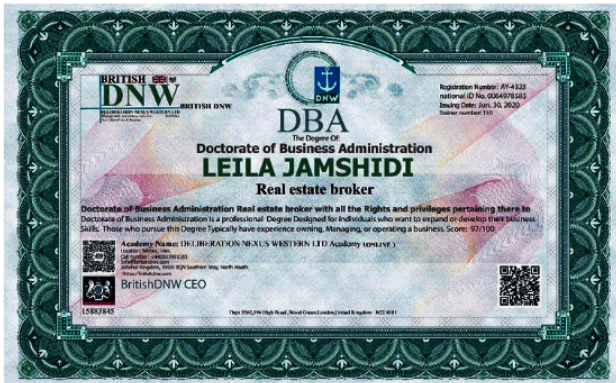 BRITISH
DNW
DELIBERATION NEXUS WESTERN LTD
BRITISH DNW
DNW
Registration Number: AY-4323
national ID No. 0064978583
Issuing Date: Jun. 30, 2020
Trainer number: 110
DBA
The Degree Of:
Doctorate of Business Administration
LEILA JAMSHIDI
Real estate broker
Doctorate of Business Administration Real estate broker with all the Rights and privileges pertaining there to
Doctorate of Business Administration is a professional Degree Designed for individuals who want to expand or develop their business
Skills. Those who pursue this Degree Typically have experience owning, Managing, or operating a business. Score: 97/100
Academy Name: DELIBERATION NEXUS WESTERN LTD Academy (ONLINE)
BritishDNW CEO
15883845